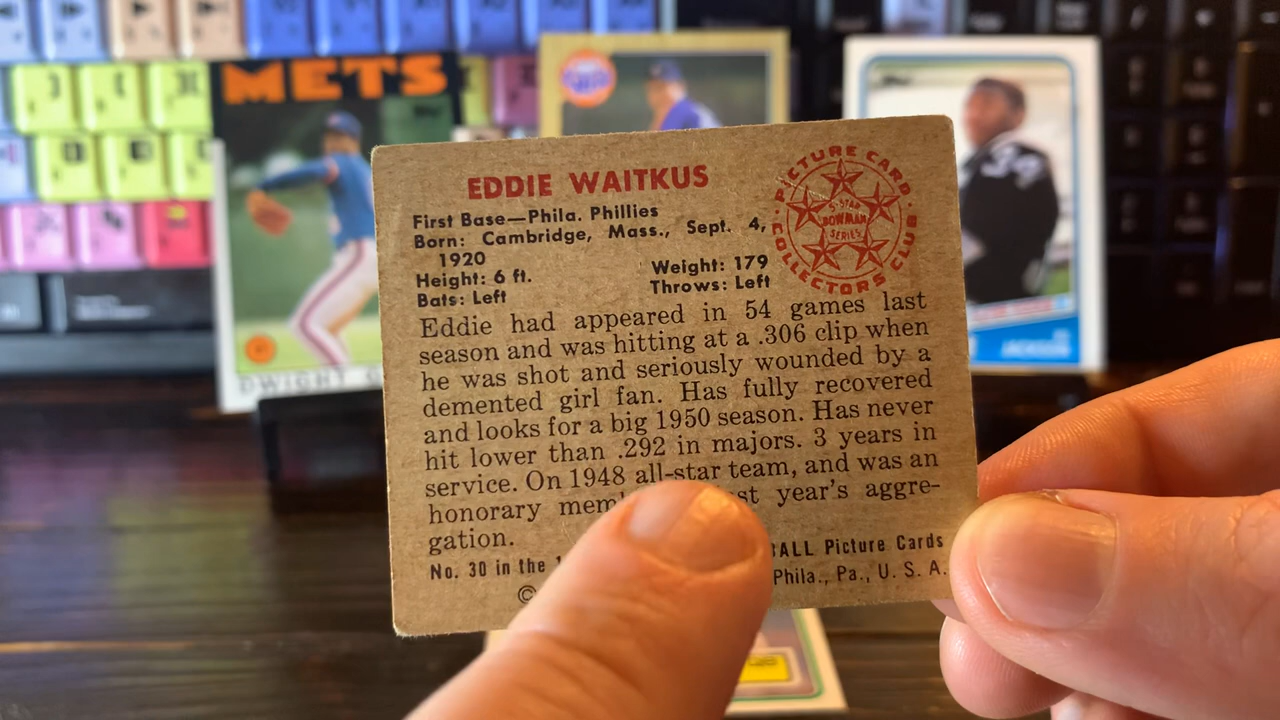 METS
EDDIE WAITKUS
PICTURE CARD COLLECTORS CLUB
5-STAR
BOWMAN
SERIES
First Base—Phila. Phillies
Born: Cambridge, Mass., Sept. 4,
1920
Height: 6 ft. Weight: 179
Bats: Left Throws: Left
Eddie had appeared in 54 games last
season and was hitting at a .306 clip when
he was shot and seriously wounded by a
demented girl fan. Has fully recovered
and looks for a big 1950 season. Has never
hit lower than .292 in majors. 3 years in
service. On 1948 all-star team, and was an
honorary year's aggre-
gation.
No. 30 in the Picture Cards
© Phila., Pa., U. S. A.
DWIGHT
JACKSON
34